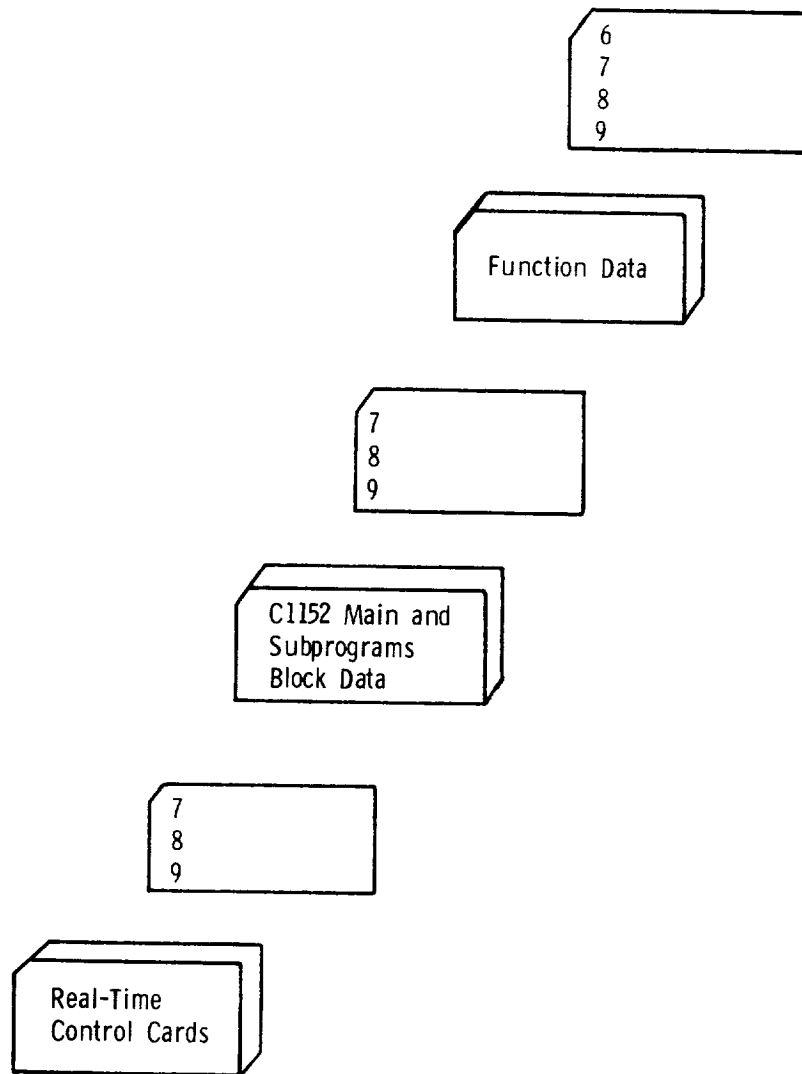 6
7
8
9
Function Data
7
8
9
C1152 Main and
Subprograms
Block Data
7
8
9
Real-Time
Control Cards